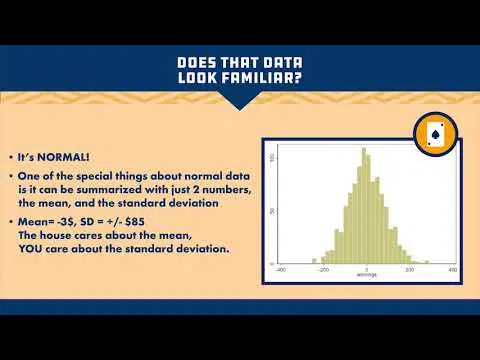 DOES THAT DATA
LOOK FAMILIAR?
• It's NORMAL!
• One of the special things about normal data
is it can be summarized with just 2 numbers,
the mean, and the standard deviation
• Mean= -3$, SD = +/- $85
The house cares about the mean,
YOU care about the standard deviation.
100
50
0
-400 -200 0 200 400
winnings